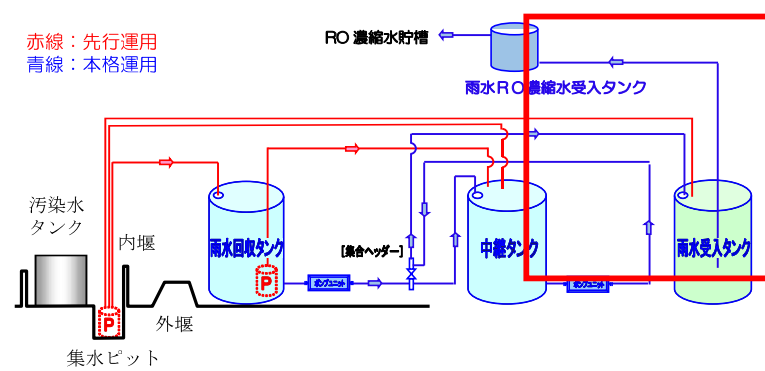 赤線：先行運用
青線：本格運用
RO 濃縮水貯槽
雨水ＲＯ濃縮水受入タンク
汚染水
タンク
内堰
雨水回収タンク
[集合ヘッダー]
中継タンク
雨水受入タンク
P
ポンプユニット
ポンプユニット
P
外堰
集水ピット